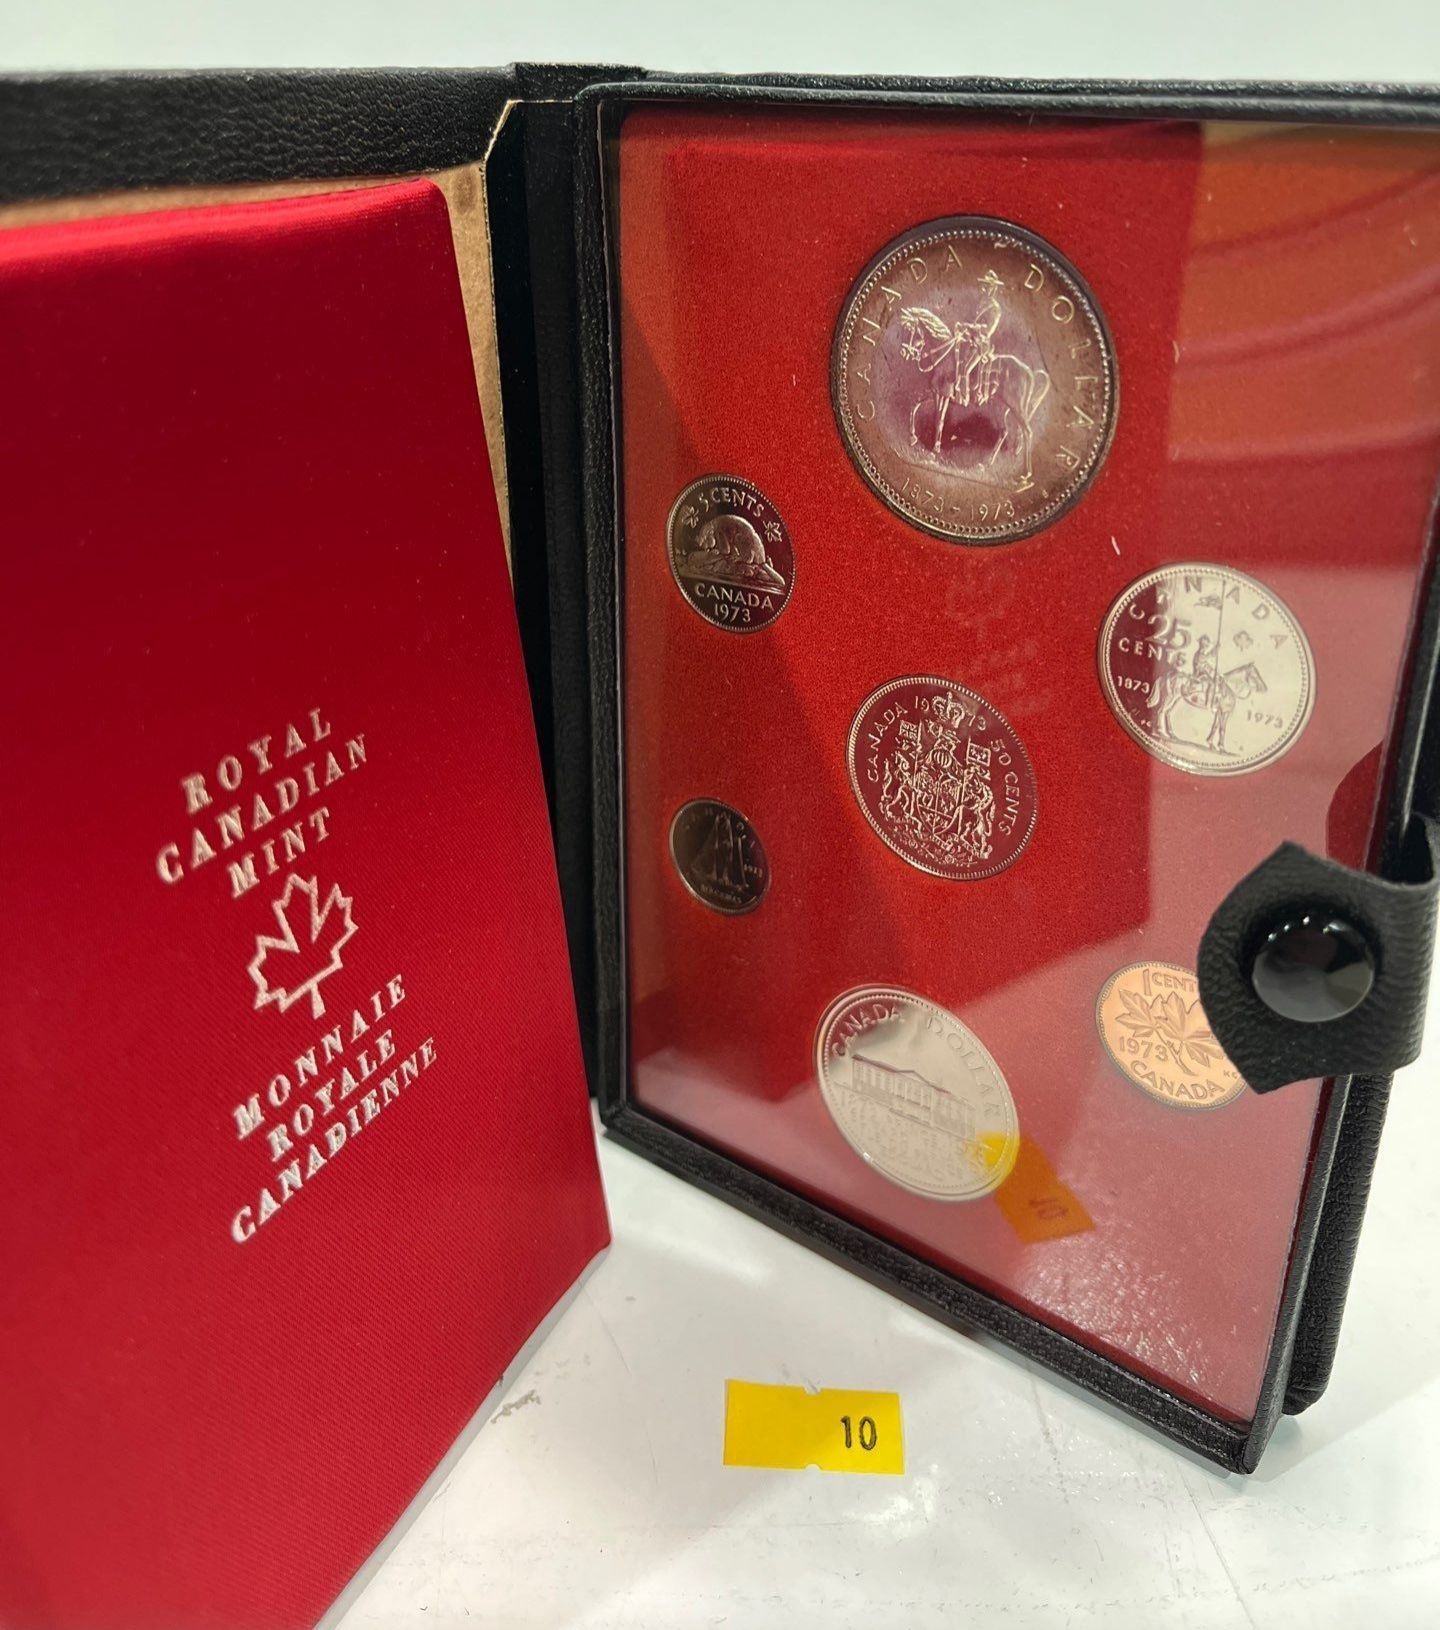 ROYAL
CANADIAN
MINT
MONNAIE
ROYALE
CANADIENNE
CANADA DOLLAR
1873 - 1973
5 CENTS
CANADA
1973
CANADA
25
CENTS
1873 1973
CANADA 1973 50 CENTS
CANADA DOLLAR
1 CENT
1973
CANADA
10
10